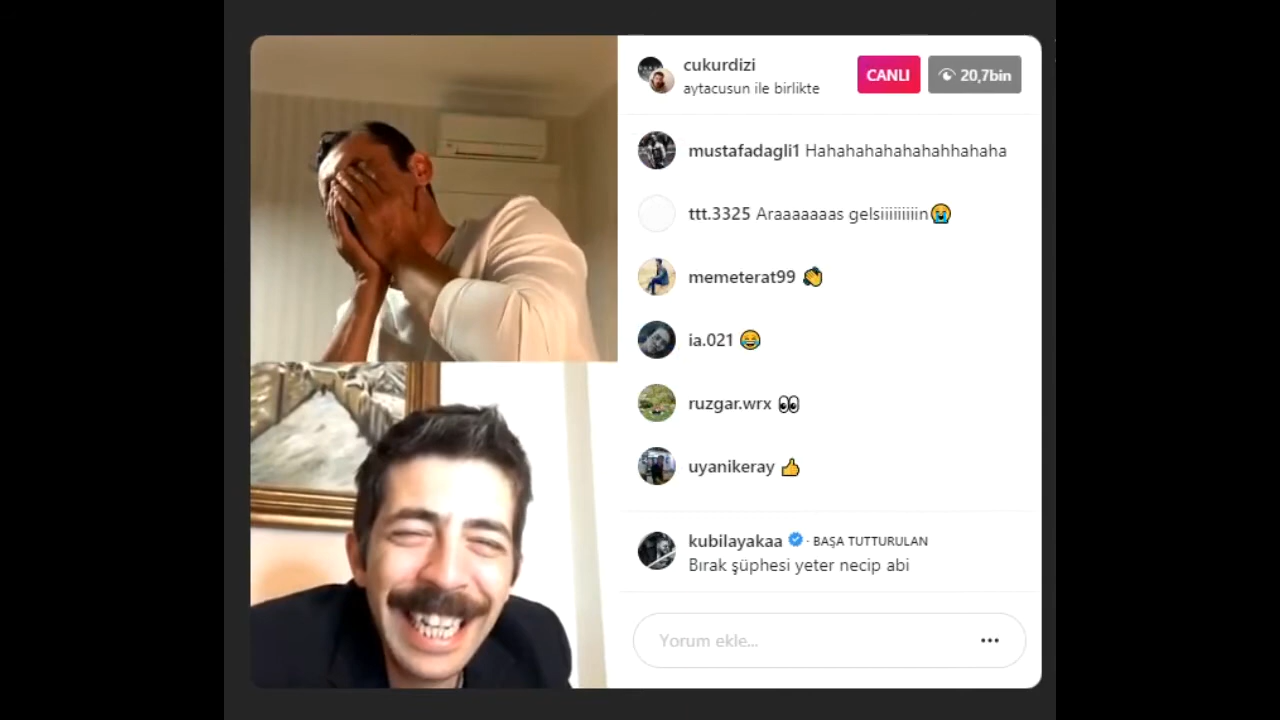 cukurdizi
aytacusun ile birlikte
CANLI
20,7bin
mustafadagli1 Hahahahahahahahhahaha
ttt.3325 Araaaaaaas gelsiiiiiiiiin😭
memeterat99 👏
ia.021 😂
ruzgar.wrx 👀
uyanikeray 👍
kubilayakaa · BAŞA TUTTURULAN
Bırak şüphesi yeter necip abi
Yorum ekle...